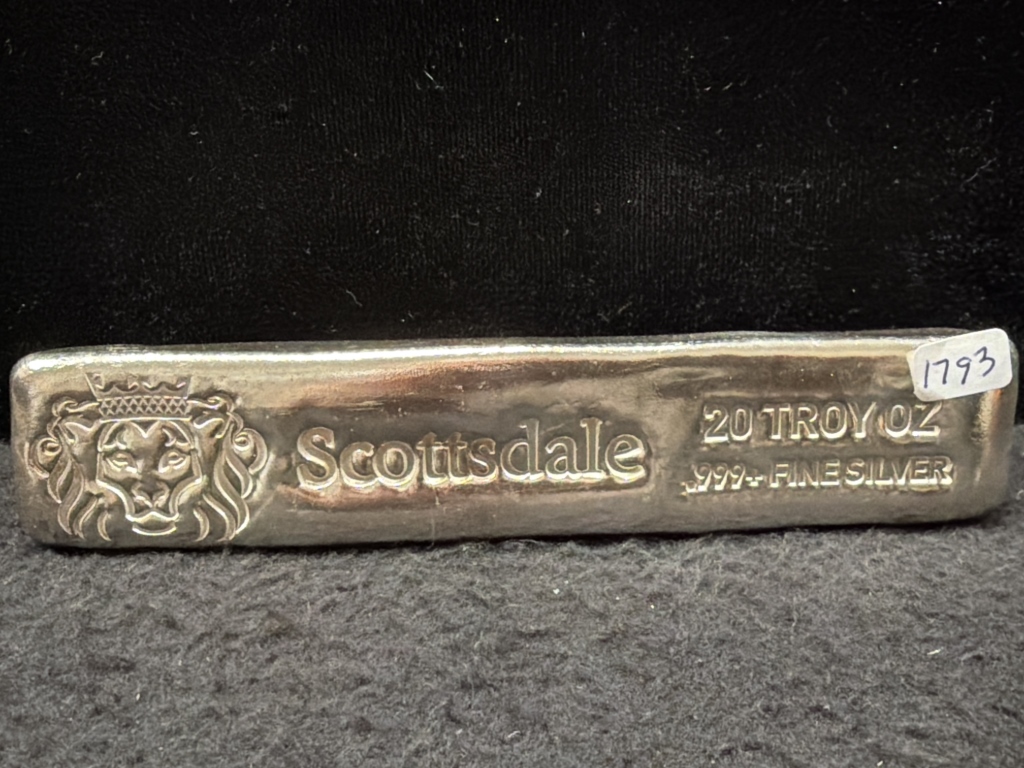 1793
Scottsdale
20 TROY OZ
.999+ FINE SILVER